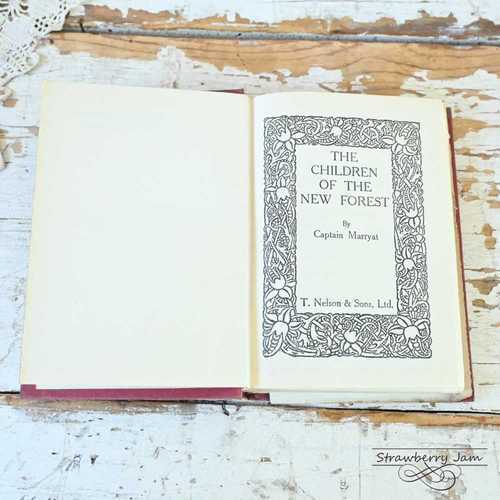 THE
CHILDREN
OF THE
NEW FOREST
By
Captain Marryat
T. Nelson & Sons, Ltd.
Strawberry Jam